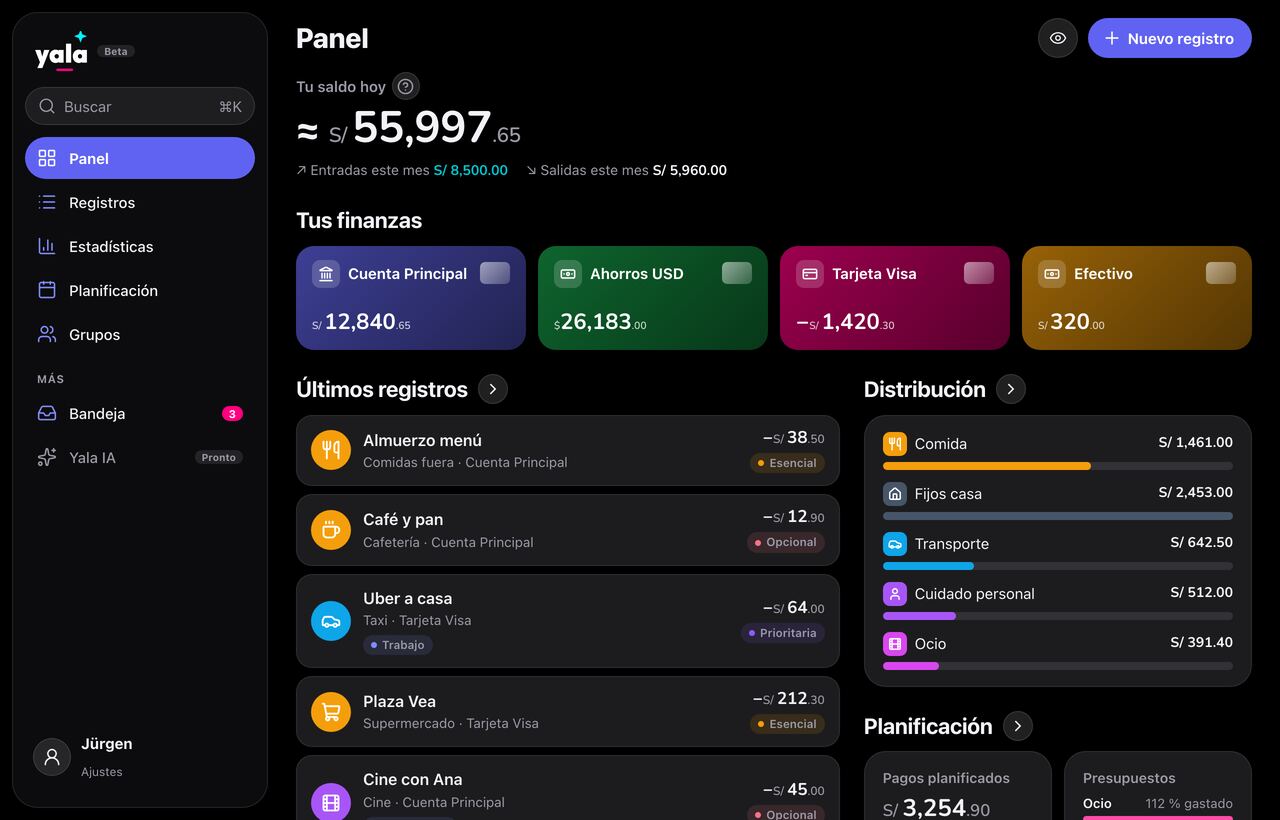 yala Beta
Buscar ⌘K
Panel
Registros
Estadísticas
Planificación
Grupos
MÁS
Bandeja 3
Yala IA Pronto
Jürgen
Ajustes
Panel
Nuevo registro
Tu saldo hoy ?
≈ S/ 55,997.65
Entradas este mes S/ 8,500.00 Salidas este mes S/ 5,960.00
Tus finanzas
Cuenta Principal
S/ 12,840.65
Ahorros USD
$26,183.00
Tarjeta Visa
−S/ 1,420.30
Efectivo
S/ 320.00
Últimos registros
Almuerzo menú
Comidas fuera · Cuenta Principal
−S/ 38.50
Esencial
Café y pan
Cafetería · Cuenta Principal
−S/ 12.90
Opcional
Uber a casa
Taxi · Tarjeta Visa
Trabajo
−S/ 64.00
Prioritaria
Plaza Vea
Supermercado · Tarjeta Visa
−S/ 212.30
Esencial
Cine con Ana
Cine · Cuenta Principal
−S/ 45.00
Opcional
Distribución
Comida S/ 1,461.00
Fijos casa S/ 2,453.00
Transporte S/ 642.50
Cuidado personal S/ 512.00
Ocio S/ 391.40
Planificación
Pagos planificados
S/ 3,254.90
Presupuestos
Ocio 112 % gastado